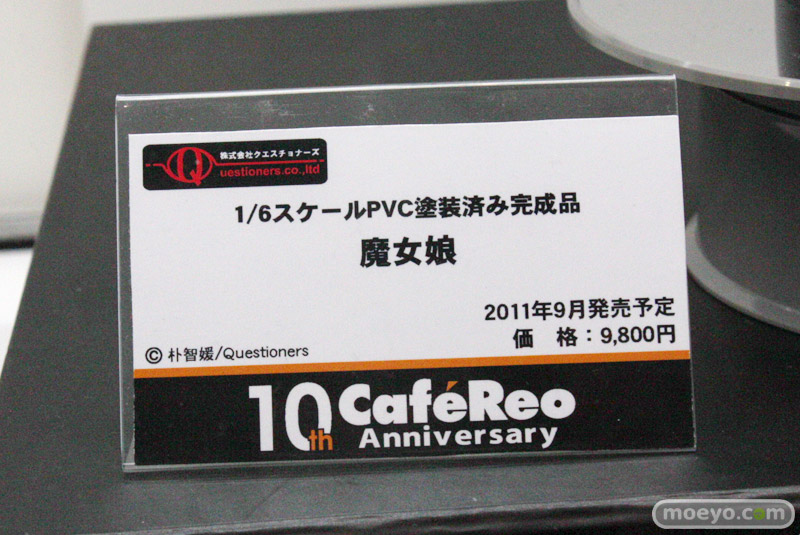 株式会社クエスチョナーズ
Questioners.co.,ltd
1/6スケールPVC塗装済み完成品
魔女娘
2011年9月発売予定
価 格：9,800円
© 朴智媛/Questioners
10th CaféReo
Anniversary
moeyo.com